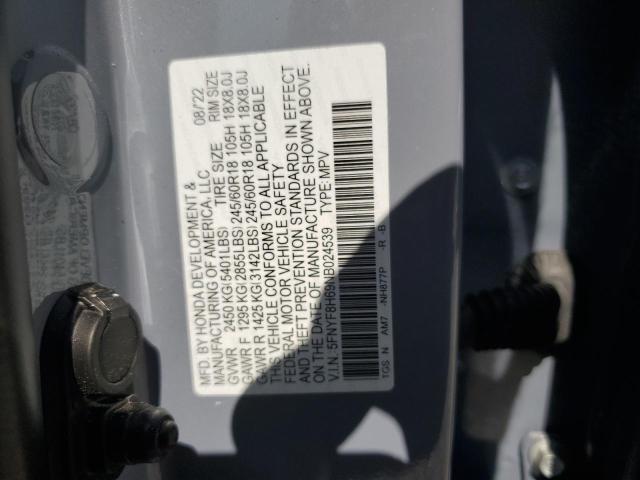 MFD. BY HONDA DEVELOPMENT & 08/22
MANUFACTURING OF AMERICA, LLC
TIRE SIZE RIM SIZE
GVWR 2450 KG(5401LBS)
GAWR F 1295 KG(2855LBS) 245/60R18 105H 18X8.0J
GAWR R 1425 KG(3142LBS) 245/60R18 105H 18X8.0J
THIS VEHICLE CONFORMS TO ALL APPLICABLE
FEDERAL MOTOR VEHICLE SAFETY
AND THEFT PREVENTION STANDARDS IN EFFECT
ON THE DATE OF MANUFACTURE SHOWN ABOVE.
V.I.N.: 5FNYF8H69NB024539 TYPE:MPV
TGS N AM7 -NH877P -R -B